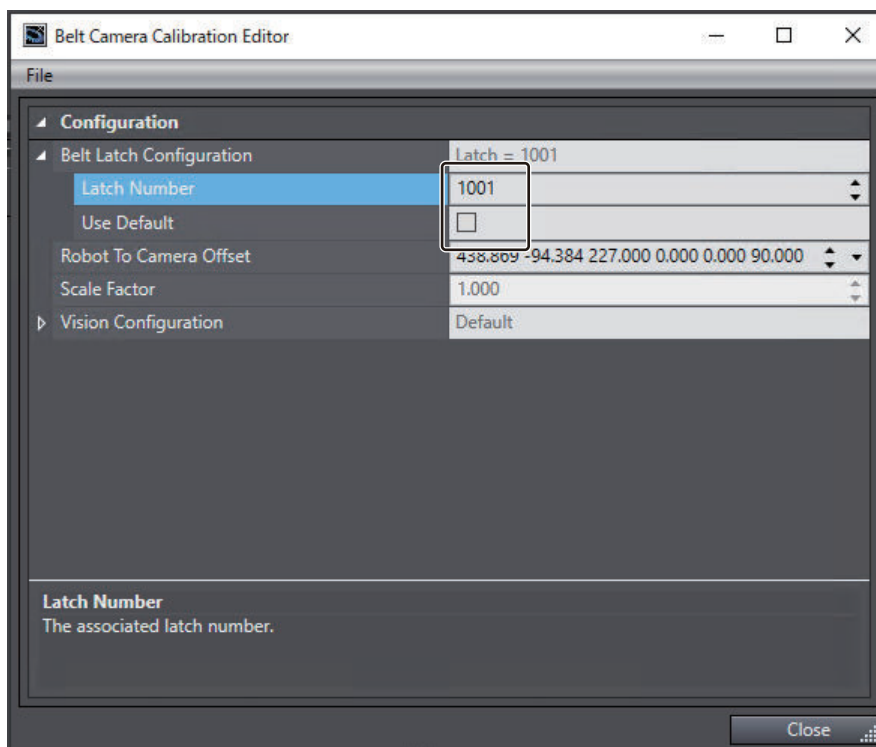 Belt Camera Calibration Editor
File
Configuration
Belt Latch Configuration Latch = 1001
Latch Number 1001
Use Default
Robot To Camera Offset 438.869 -94.384 227.000 0.000 0.000 90.000
Scale Factor 1.000
Vision Configuration Default
Latch Number
The associated latch number.
Close